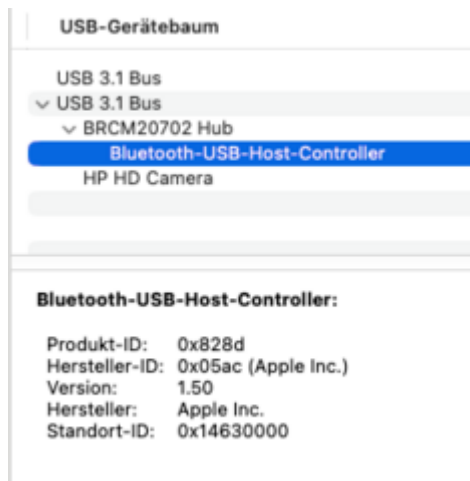 USB-Gerätebaum
USB 3.1 Bus
USB 3.1 Bus
BRCM20702 Hub
Bluetooth-USB-Host-Controller
HP HD Camera
Bluetooth-USB-Host-Controller:
Produkt-ID: 0x828d
Hersteller-ID: 0x05ac (Apple Inc.)
Version: 1.50
Hersteller: Apple Inc.
Standort-ID: 0x14630000